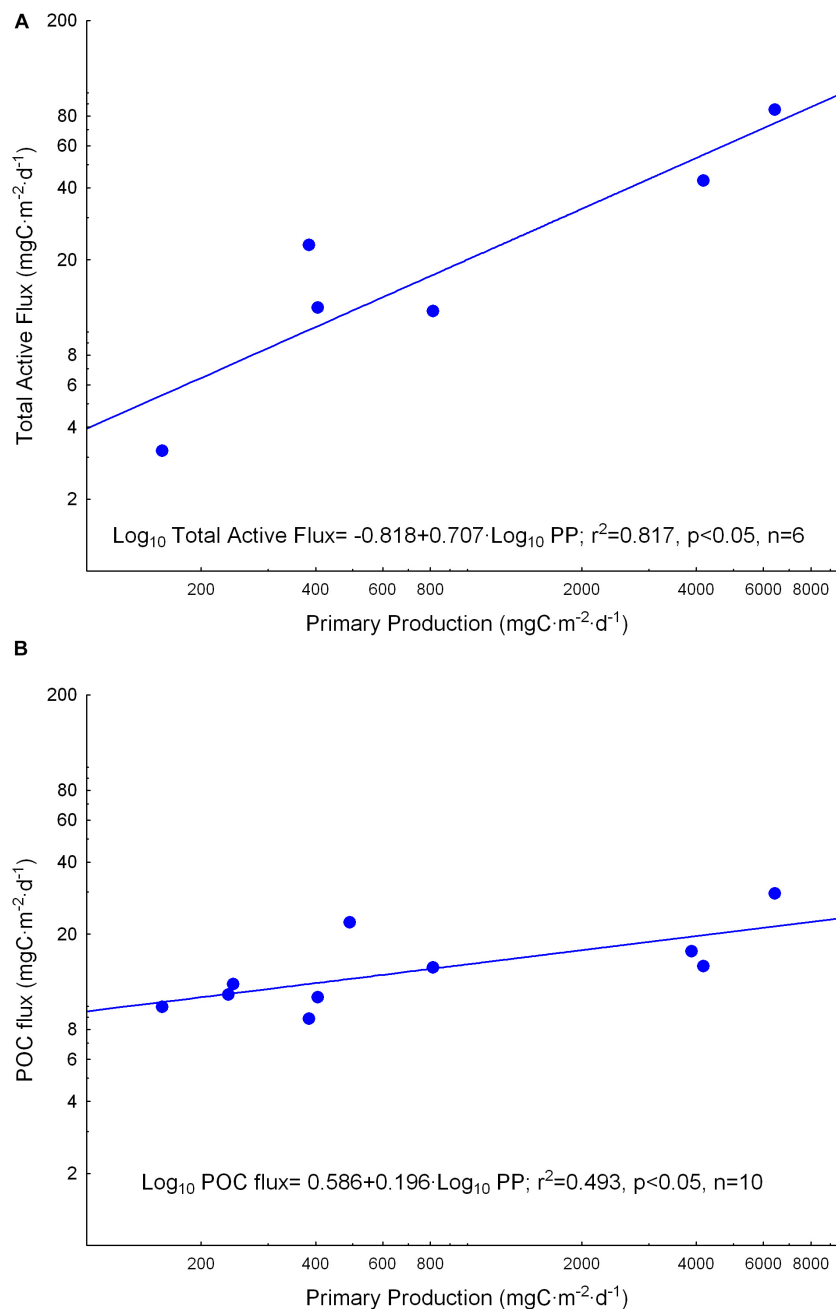 A
200
80
60
40
20
8
6
4
2
Total Active Flux (mgC·m⁻²·d⁻¹)
Log₁₀ Total Active Flux= -0.818+0.707·Log₁₀ PP; r²=0.817, p<0.05, n=6
200 400 600 800 2000 4000 6000 8000
Primary Production (mgC·m⁻²·d⁻¹)
B
200
80
60
40
20
8
6
4
2
POC flux (mgC·m⁻²·d⁻¹)
Log₁₀ POC flux= 0.586+0.196·Log₁₀ PP; r²=0.493, p<0.05, n=10
200 400 600 800 2000 4000 6000 8000
Primary Production (mgC·m⁻²·d⁻¹)